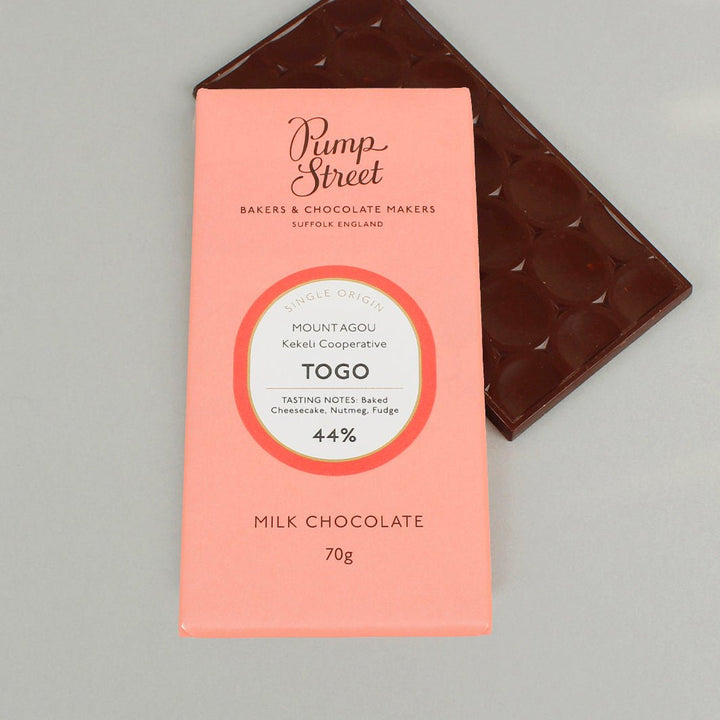 Pump
Street
BAKERS & CHOCOLATE MAKERS
SUFFOLK ENGLAND
SINGLE ORIGIN
MOUNT AGOU
Kekeli Cooperative
TOGO
TASTING NOTES: Baked
Cheesecake, Nutmeg, Fudge
44%
MILK CHOCOLATE
70g